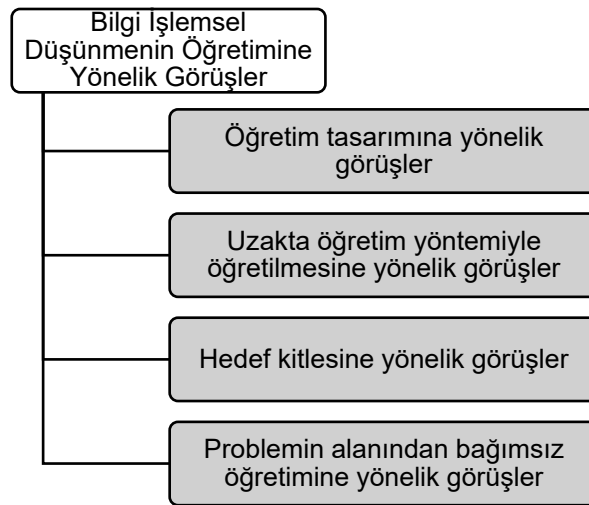 Bilgi İşlemsel
Düşünmenin Öğretimine
Yönelik Görüşler
Öğretim tasarımına yönelik
görüşler
Uzakta öğretim yöntemiyle
öğretilmesine yönelik görüşler
Hedef kitlesine yönelik görüşler
Problemin alanından bağımsız
öğretimine yönelik görüşler